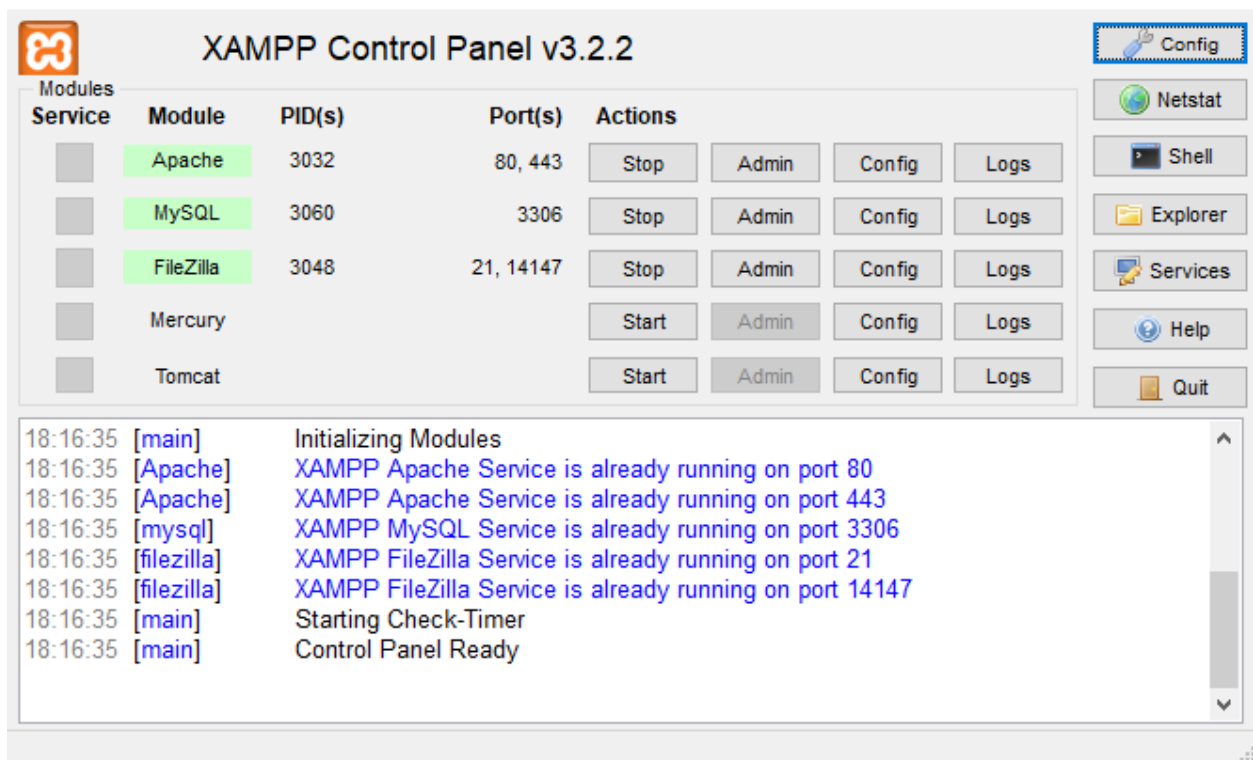 XAMPP Control Panel v3.2.2
Config
Modules
Netstat
Service Module PID(s) Port(s) Actions
Apache 3032 80, 443 Stop Admin Config Logs
Shell
MySQL 3060 3306 Stop Admin Config Logs
Explorer
FileZilla 3048 21, 14147 Stop Admin Config Logs
Services
Mercury Start Admin Config Logs
Help
Tomcat Start Admin Config Logs
Quit
18:16:35 [main] Initializing Modules
18:16:35 [Apache] XAMPP Apache Service is already running on port 80
18:16:35 [Apache] XAMPP Apache Service is already running on port 443
18:16:35 [mysql] XAMPP MySQL Service is already running on port 3306
18:16:35 [filezilla] XAMPP FileZilla Service is already running on port 21
18:16:35 [filezilla] XAMPP FileZilla Service is already running on port 14147
18:16:35 [main] Starting Check-Timer
18:16:35 [main] Control Panel Ready